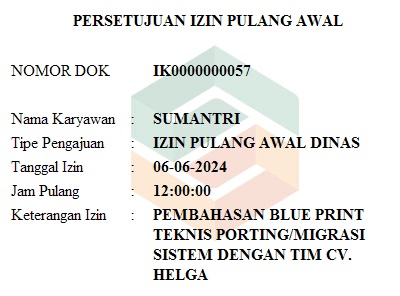 PERSETUJUAN IZIN PULANG AWAL
NOMOR DOK IK0000000057
Nama Karyawan : SUMANTRI
Tipe Pengajuan : IZIN PULANG AWAL DINAS
Tanggal Izin : 06-06-2024
Jam Pulang : 12:00:00
Keterangan Izin : PEMBAHASAN BLUE PRINT
TEKNIS PORTING/MIGRASI
SISTEM DENGAN TIM CV.
HELGA